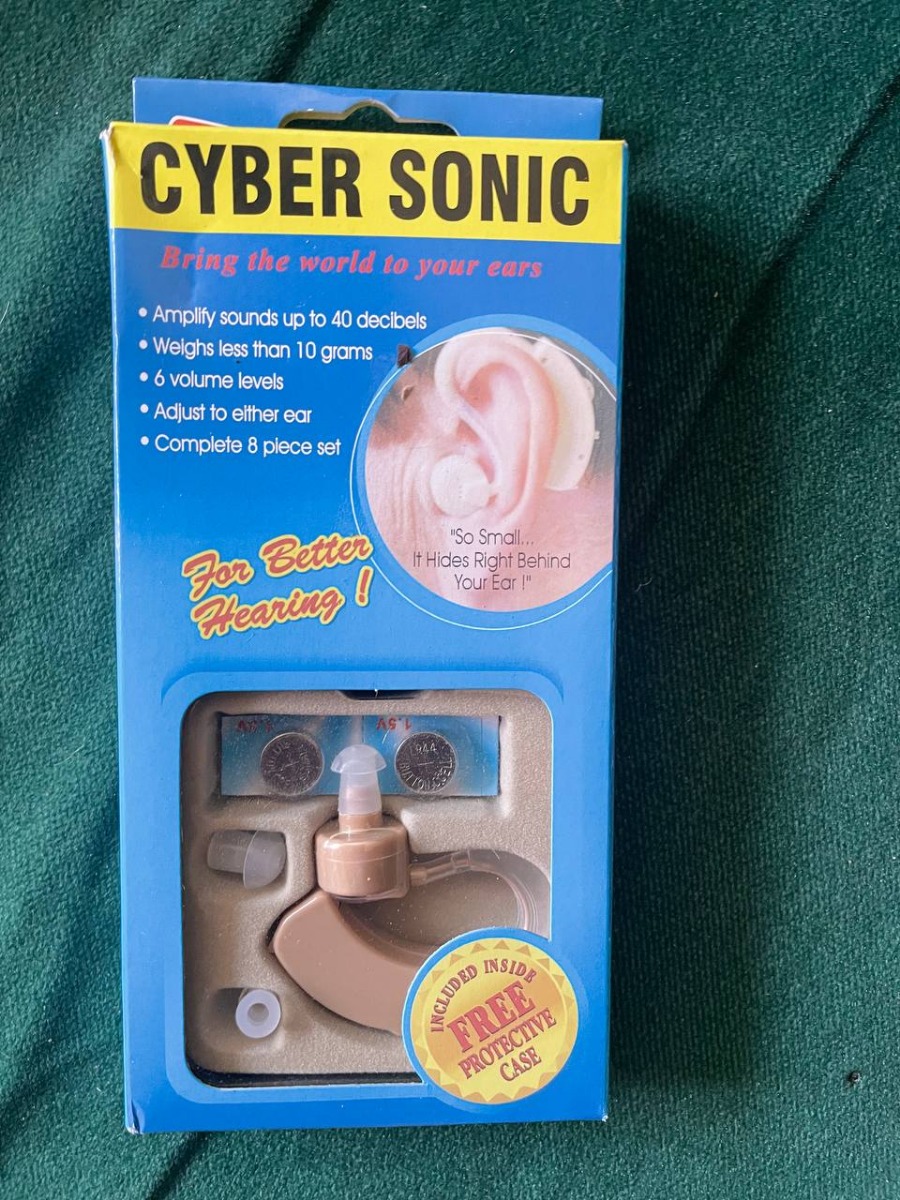 CYBER SONIC
Bring the world to your ears
• Amplify sounds up to 40 decibels
• Weighs less than 10 grams
• 6 volume levels
• Adjust to either ear
• Complete 8 piece set
"So Small...
It Hides Right Behind
Your Ear !"
For Better
Hearing !
1.5V
INCLUDED INSIDE
FREE
PROTECTIVE
CASE